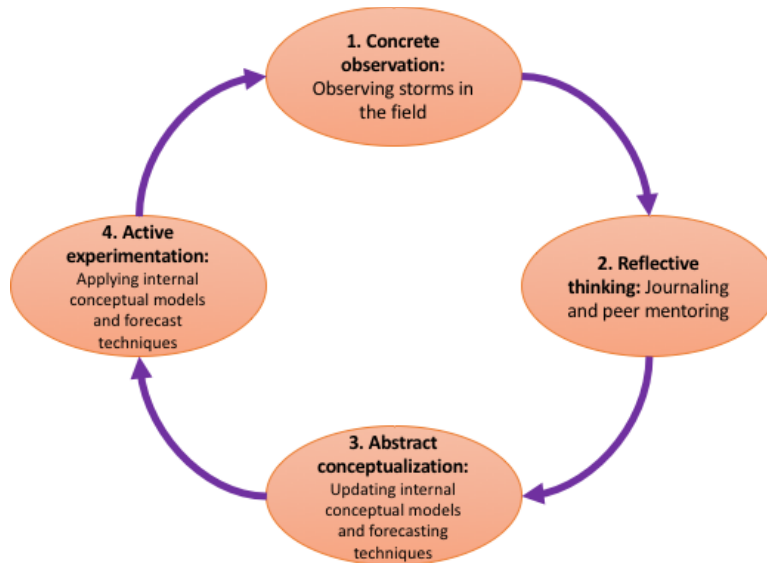 1. Concrete
observation:
Observing storms in
the field
2. Reflective
thinking: Journaling
and peer mentoring
3. Abstract
conceptualization:
Updating internal
conceptual models
and forecasting
techniques
4. Active
experimentation:
Applying internal
conceptual models
and forecast
techniques